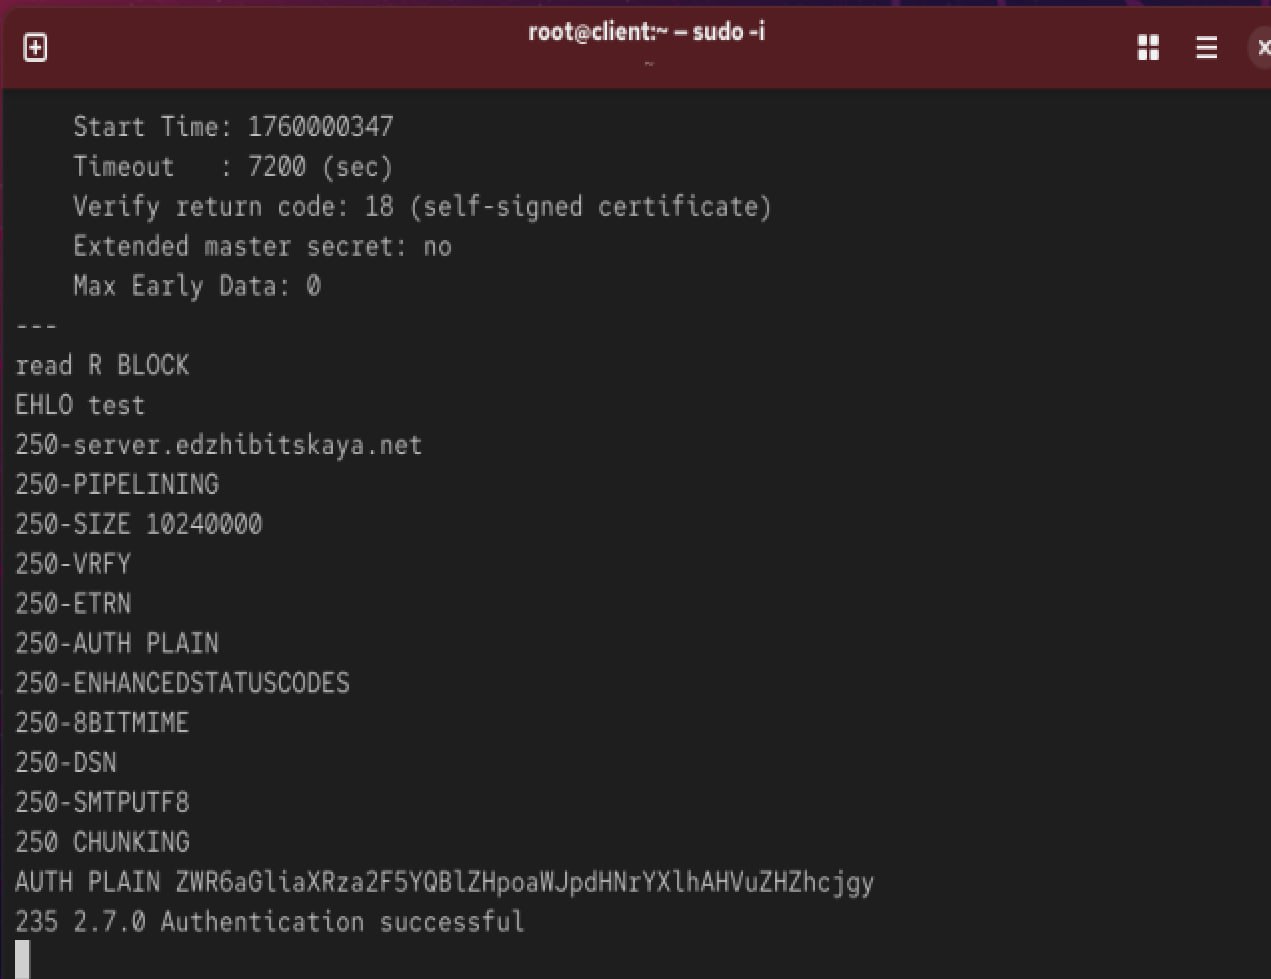 root@client:~ – sudo -i
~
    Start Time: 1760000347
    Timeout   : 7200 (sec)
    Verify return code: 18 (self-signed certificate)
    Extended master secret: no
    Max Early Data: 0
---
read R BLOCK
EHLO test
250-server.edzhibitskaya.net
250-PIPELINING
250-SIZE 10240000
250-VRFY
250-ETRN
250-AUTH PLAIN
250-ENHANCEDSTATUSCODES
250-8BITMIME
250-DSN
250-SMTPUTF8
250 CHUNKING
AUTH PLAIN ZWR6aGliaXRza2F5YQBlZHpoaWJpdHNrYXlhAHVuZHZhcjgy
235 2.7.0 Authentication successful